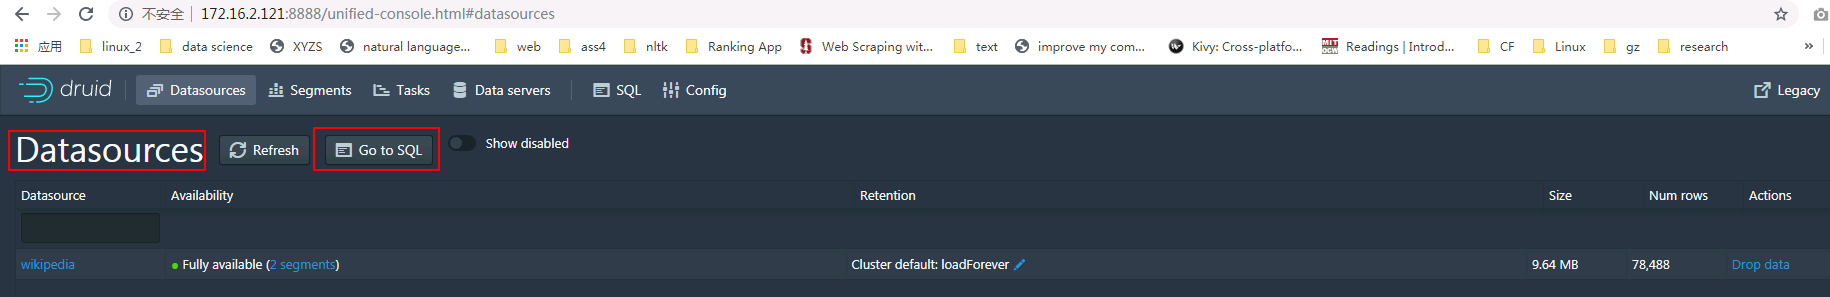 不安全 | 172.16.2.121:8888/unified-console.html#datasources
应用 linux_2 data science XYZS natural language... web ass4 nltk Ranking App Web Scraping wit... text improve my com... Kivy: Cross-platfo... MIT OCW Readings | Introd... CF Linux gz research »
druid Datasources Segments Tasks Data servers SQL Config Legacy
Datasources Refresh Go to SQL Show disabled
Datasource Availability Retention Size Num rows Actions
wikipedia Fully available (2 segments) Cluster default: loadForever 9.64 MB 78,488 Drop data